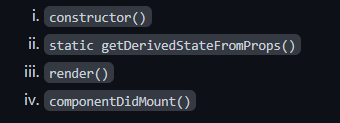 i. constructor()
ii. static getDerivedStateFromProps()
iii. render()
iv. componentDidMount()